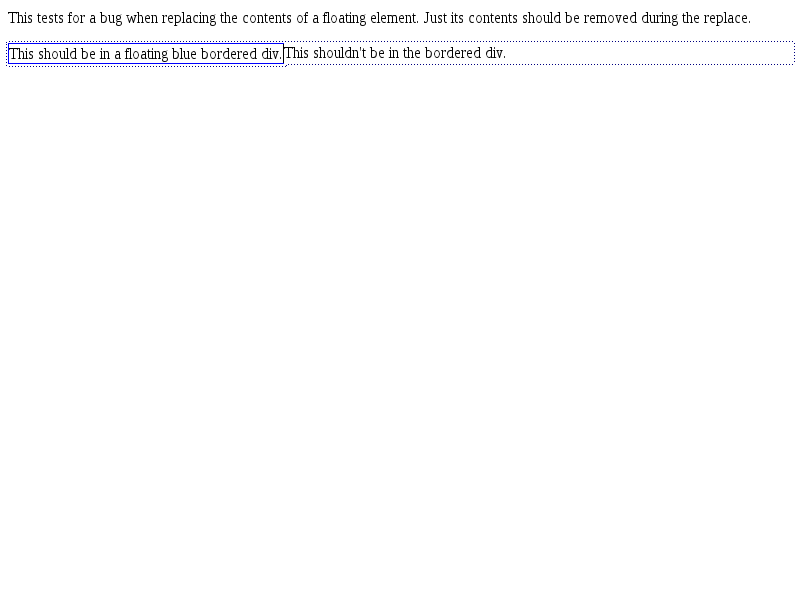 This tests for a bug when replacing the contents of a floating element. Just its contents should be removed during the replace.
This should be in a floating blue bordered div. This shouldn't be in the bordered div.